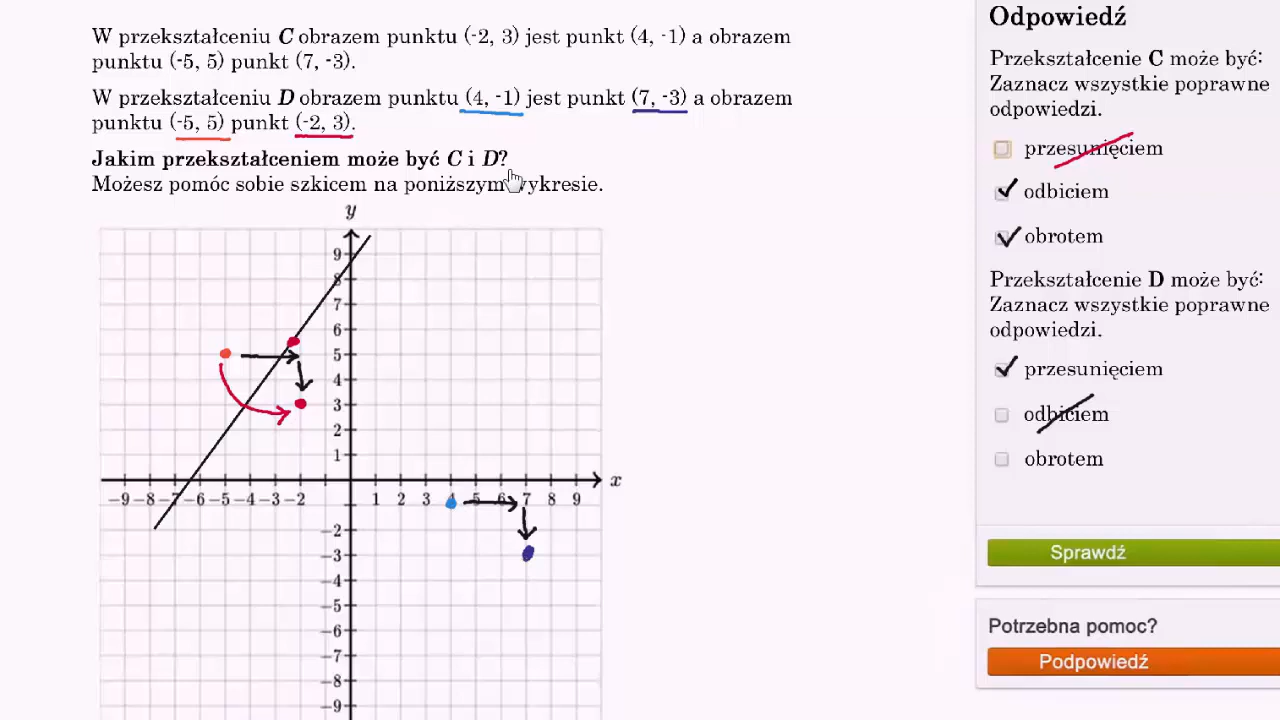 W przekształceniu C obrazem punktu (-2, 3) jest punkt (4, -1) a obrazem
punktu (-5, 5) punkt (7, -3).
W przekształceniu D obrazem punktu (4, -1) jest punkt (7, -3) a obrazem
punktu (-5, 5) punkt (-2, 3).
Jakim przekształceniem może być C i D?
Możesz pomóc sobie szkicem na poniższym wykresie.
y
9
8
7
6
5
4
3
2
1
-9 -8 -7 -6 -5 -4 -3 -2 1 2 3 4 5 6 7 8 9 x
-2
-3
-4
-5
-6
-7
-8
-9
Odpowiedź
Przekształcenie C może być:
Zaznacz wszystkie poprawne
odpowiedzi.
przesunięciem
odbiciem
obrotem
Przekształcenie D może być:
Zaznacz wszystkie poprawne
odpowiedzi.
przesunięciem
odbiciem
obrotem
Sprawdź
Potrzebna pomoc?
Podpowiedź